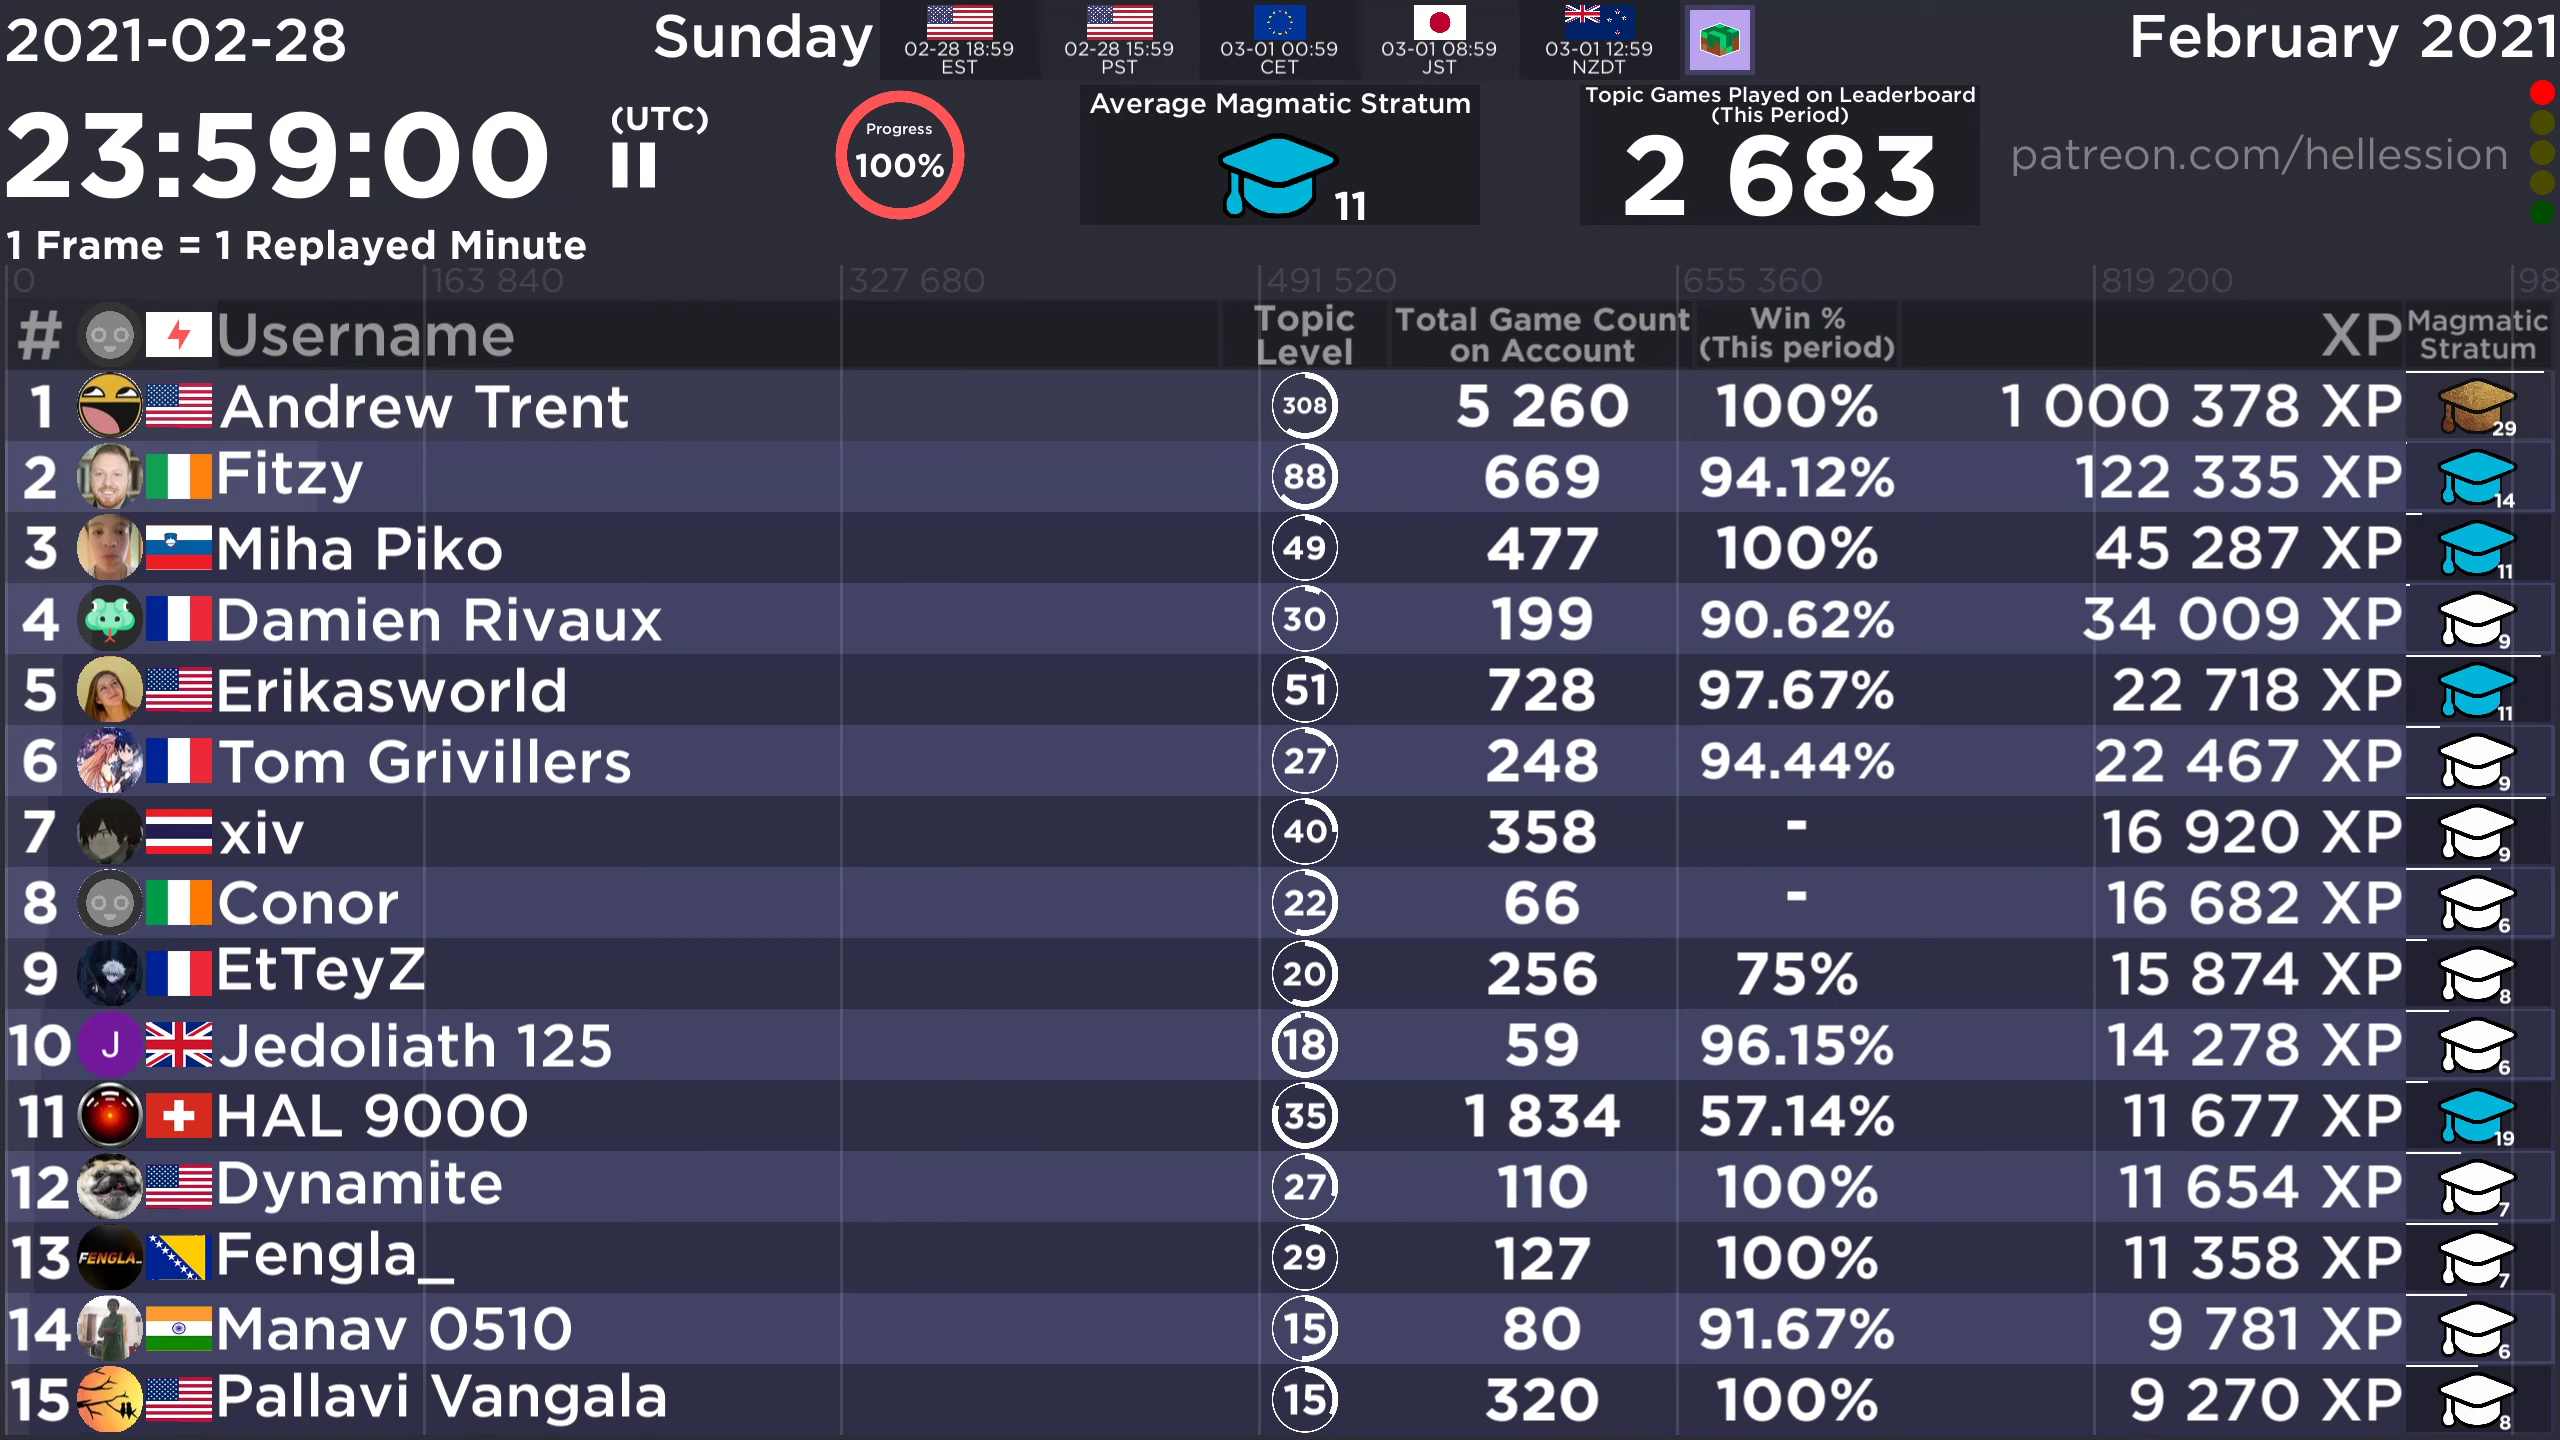 2021-02-28
Sunday
02-28 18:59
EST
02-28 15:59
PST
03-01 00:59
CET
03-01 08:59
JST
03-01 12:59
NZDT
February 2021
23:59:00
(UTC)
Progress
100%
Average Magmatic Stratum
11
Topic Games Played on Leaderboard
(This Period)
2 683
patreon.com/hellession
1 Frame = 1 Replayed Minute
0 163 840 327 680 491 520 655 360 819 200 98
# Username Topic Level Total Game Count on Account Win % (This period) XP Magmatic Stratum
1 Andrew Trent 308 5 260 100% 1 000 378 XP 29
2 Fitzy 88 669 94.12% 122 335 XP 14
3 Miha Piko 49 477 100% 45 287 XP 11
4 Damien Rivaux 30 199 90.62% 34 009 XP 9
5 Erikasworld 51 728 97.67% 22 718 XP 11
6 Tom Grivillers 27 248 94.44% 22 467 XP 9
7 xiv 40 358 - 16 920 XP 9
8 Conor 22 66 - 16 682 XP 6
9 EtTeyZ 20 256 75% 15 874 XP 8
10 J Jedoliath 125 18 59 96.15% 14 278 XP 6
11 HAL 9000 35 1 834 57.14% 11 677 XP 19
12 Dynamite 27 110 100% 11 654 XP 7
13 FENGLA_ Fengla_ 29 127 100% 11 358 XP 7
14 Manav 0510 15 80 91.67% 9 781 XP 6
15 Pallavi Vangala 15 320 100% 9 270 XP 8